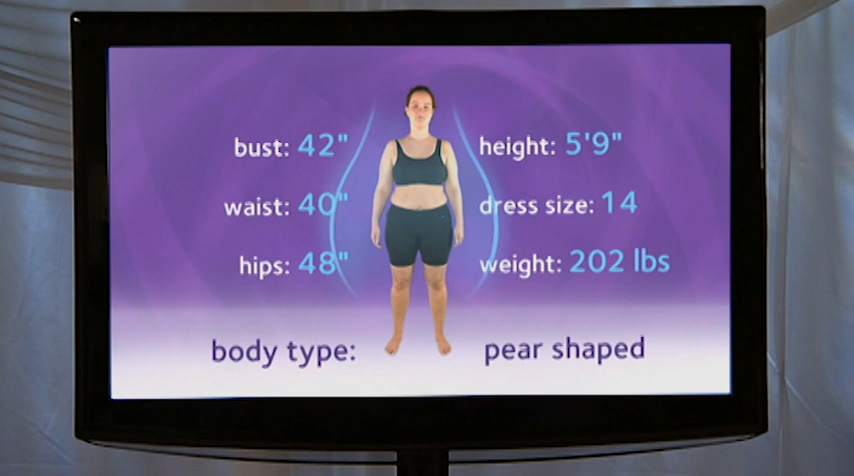 bust: 42"
height: 5'9"
waist: 40"
dress size: 14
hips: 48"
weight: 202 lbs
body type: pear shaped